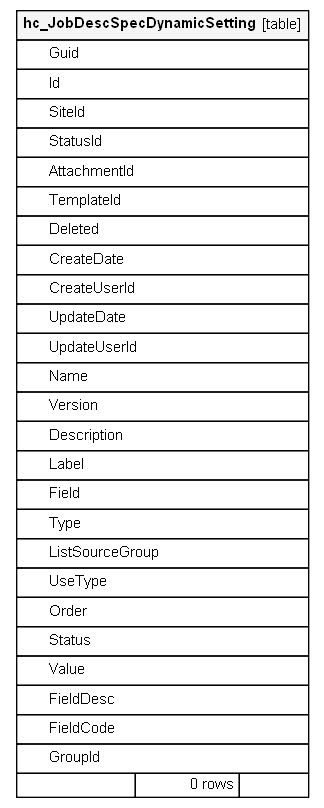 hc_JobDescSpecDynamicSetting [table]
Guid
Id
SiteId
StatusId
AttachmentId
TemplateId
Deleted
CreateDate
CreateUserId
UpdateDate
UpdateUserId
Name
Version
Description
Label
Field
Type
ListSourceGroup
UseType
Order
Status
Value
FieldDesc
FieldCode
GroupId
0 rows